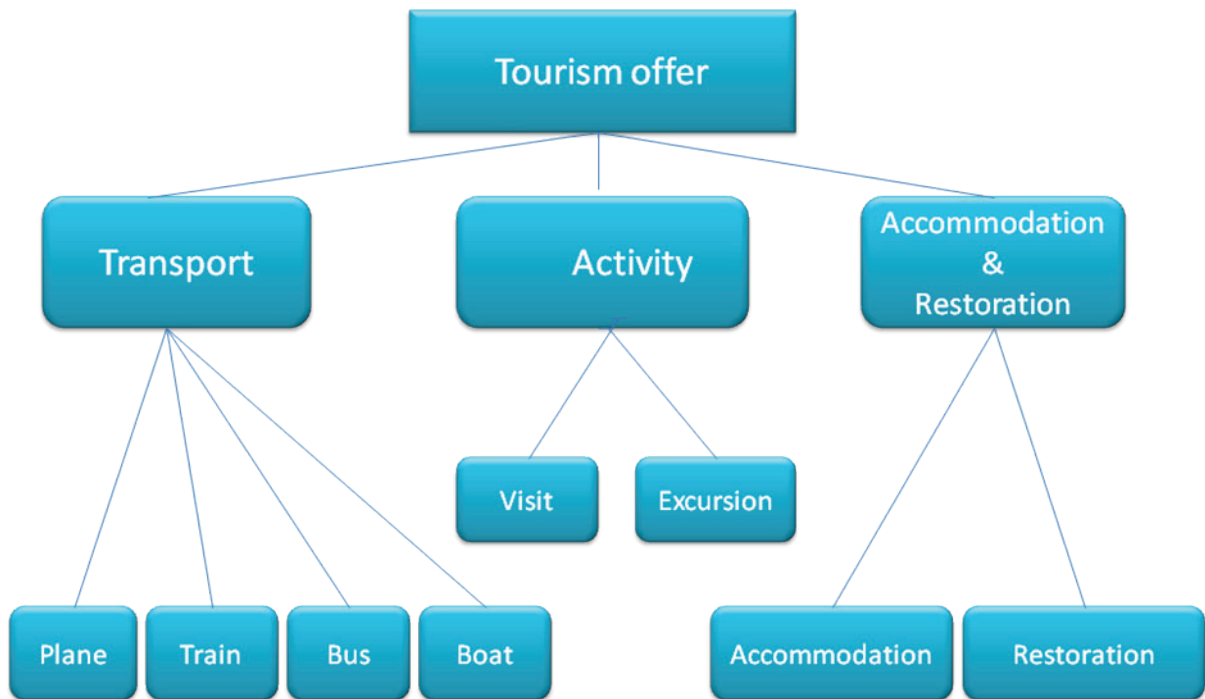 Tourism offer
Transport
Activity
Accommodation
&
Restoration
Visit
Excursion
Plane
Train
Bus
Boat
Accommodation
Restoration